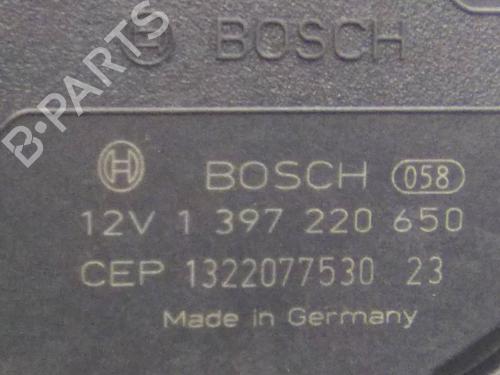 BOSCH
B-PARTS
BOSCH 058
12V 1 397 220 650
CEP 1322077530 23
Made in Germany